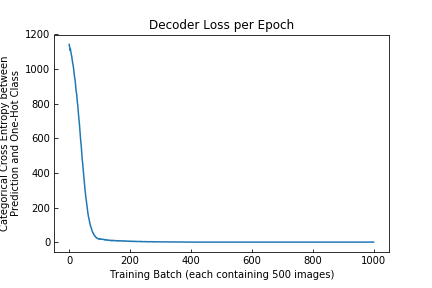 Decoder Loss per Epoch
Categorical Cross Entropy between
Prediction and One-Hot Class
1200
1000
800
600
400
200
0
0 200 400 600 800 1000
Training Batch (each containing 500 images)